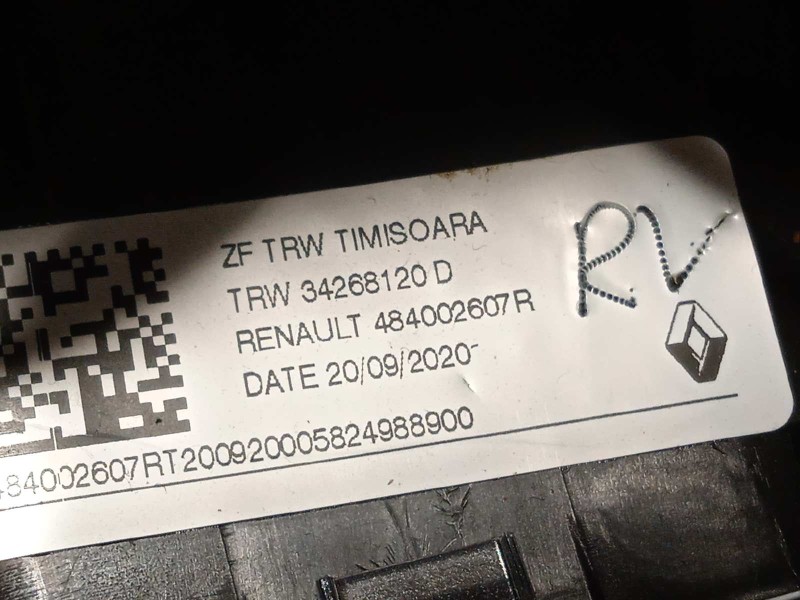 ZF TRW TIMISOARA
TRW 34268120 D
RENAULT 484002607R
DATE 20/09/2020
484002607RT200920005824988900
RV